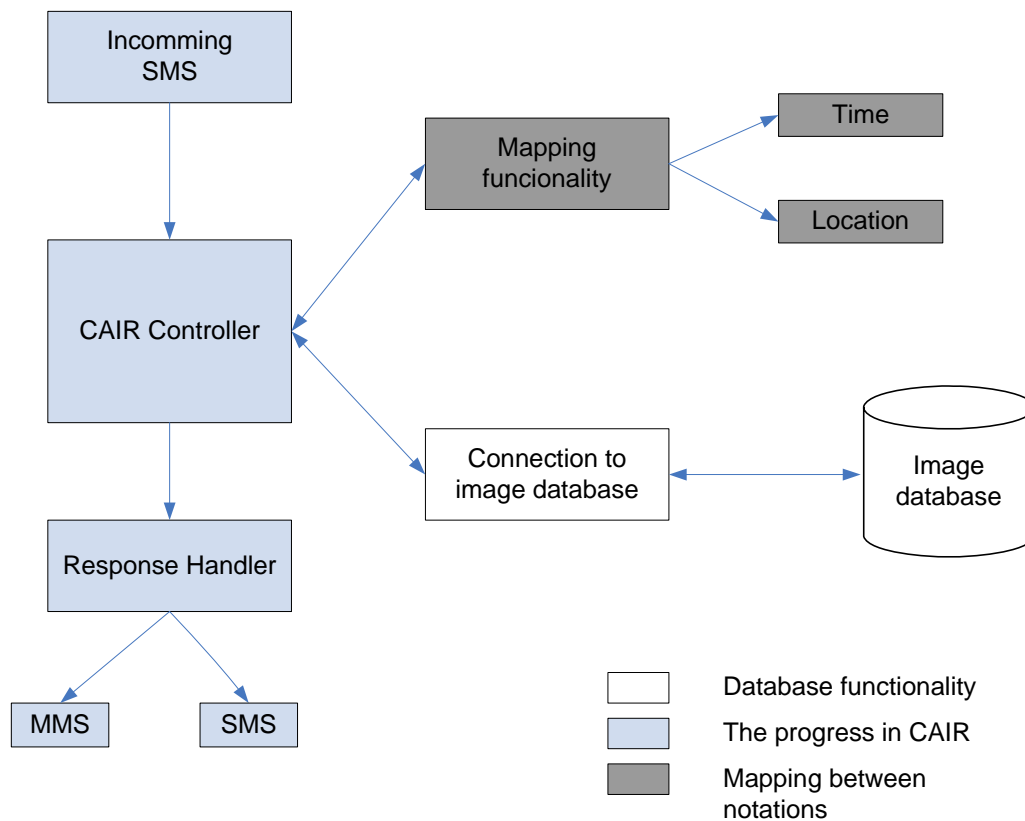 Incomming
SMS
Mapping
funcionality
Time
Location
CAIR Controller
Connection to
image database
Image
database
Response Handler
MMS
SMS
Database functionality
The progress in CAIR
Mapping between
notations